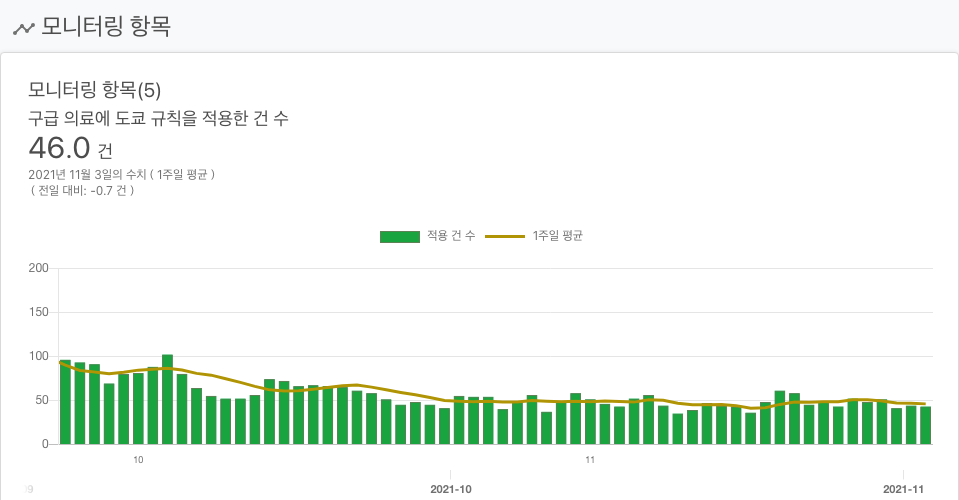 모니터링 항목
모니터링 항목(5)
구급 의료에 도쿄 규칙을 적용한 건 수
46.0 건
2021년 11월 3일의 수치 ( 1주일 평균 )
( 전일 대비: -0.7 건 )
적용 건 수 1주일 평균
200
150
100
50
0
10 11
2021-10 2021-11